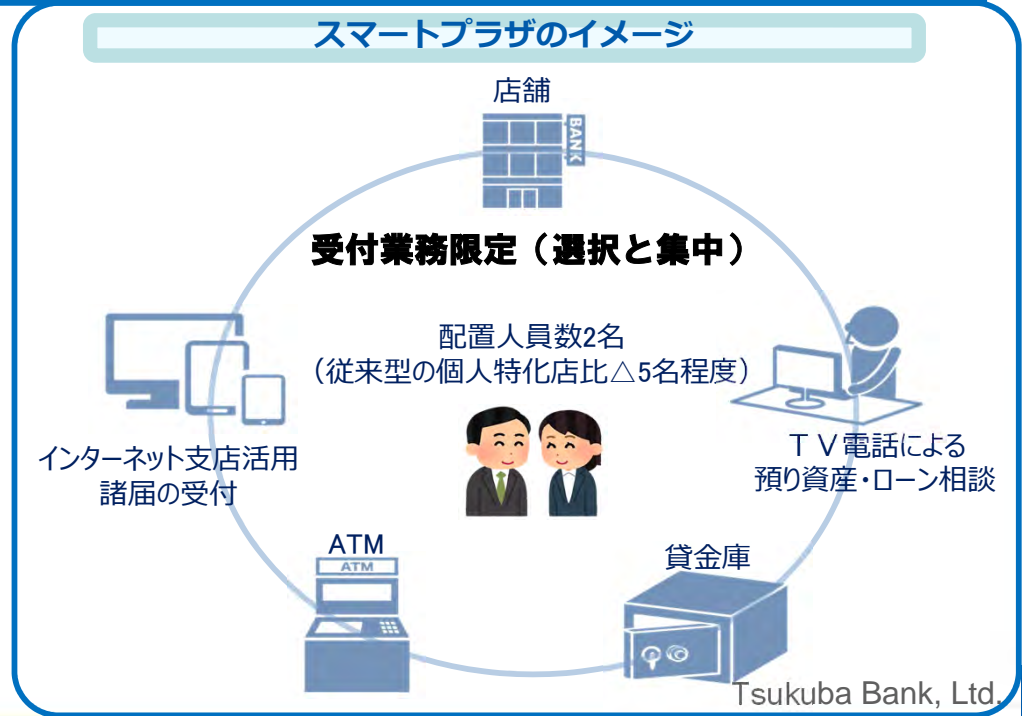 スマートプラザのイメージ
店舗
BANK
受付業務限定（選択と集中）
配置人員数2名
（従来型の個人特化店比△5名程度）
インターネット支店活用
諸届の受付
ＴＶ電話による
預り資産・ローン相談
ATM
ATM
貸金庫
Tsukuba Bank, Ltd.